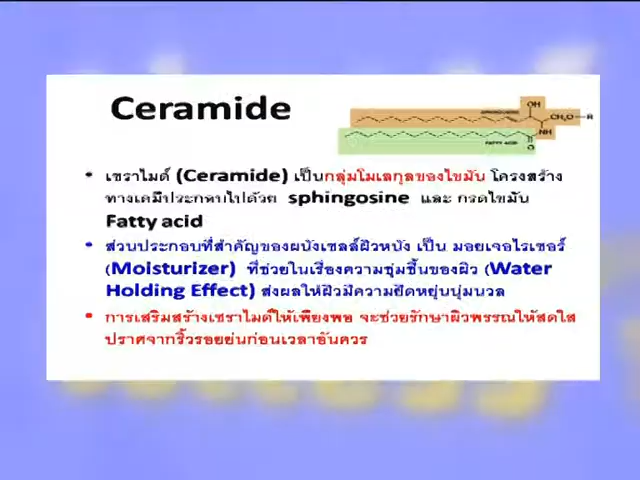 Ceramide
SPHINGOSINE
OH
CH₂O-R
NH
FATTY ACID
C
O
• เซราไมด์ (Ceramide) เป็นกลุ่มโมเลกุลของไขมัน โครงสร้าง
ทางเคมีประกอบไปด้วย sphingosine และ กรดไขมัน
Fatty acid
• ส่วนประกอบที่สำคัญของผนังเซลล์ผิวหนัง เป็น มอยเจอไรเซอร์
(Moisturizer) ที่ช่วยในเรื่องความชุ่มชื้นของผิว (Water
Holding Effect) ส่งผลให้ผิวมีความยืดหยุ่นนุ่มนวล
• การเสริมสร้างเซราไมด์ให้เพียงพอ จะช่วยรักษาผิวพรรณให้สดใส
ปราศจากริ้วรอยย่นก่อนเวลาอันควร